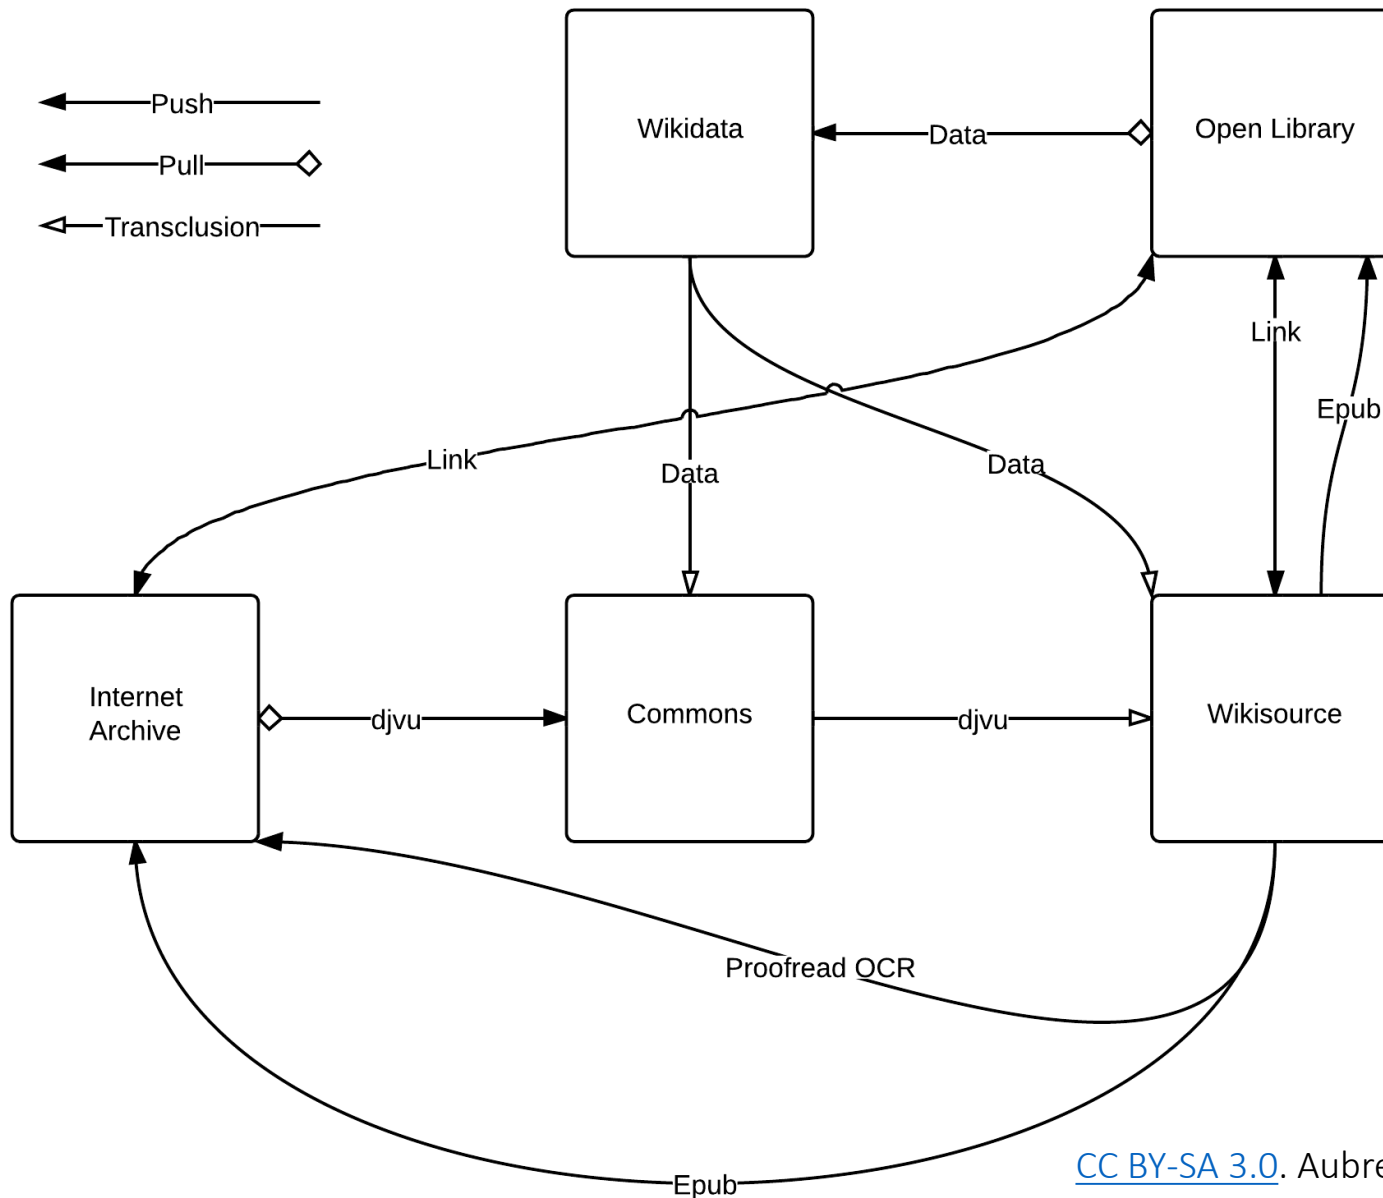 Push
Pull
Transclusion
Wikidata
Data
Open Library
Link
Epub
Link
Data
Data
Internet
Archive
djvu
Commons
djvu
Wikisource
Proofread OCR
Epub
CC BY-SA 3.0. Aubre